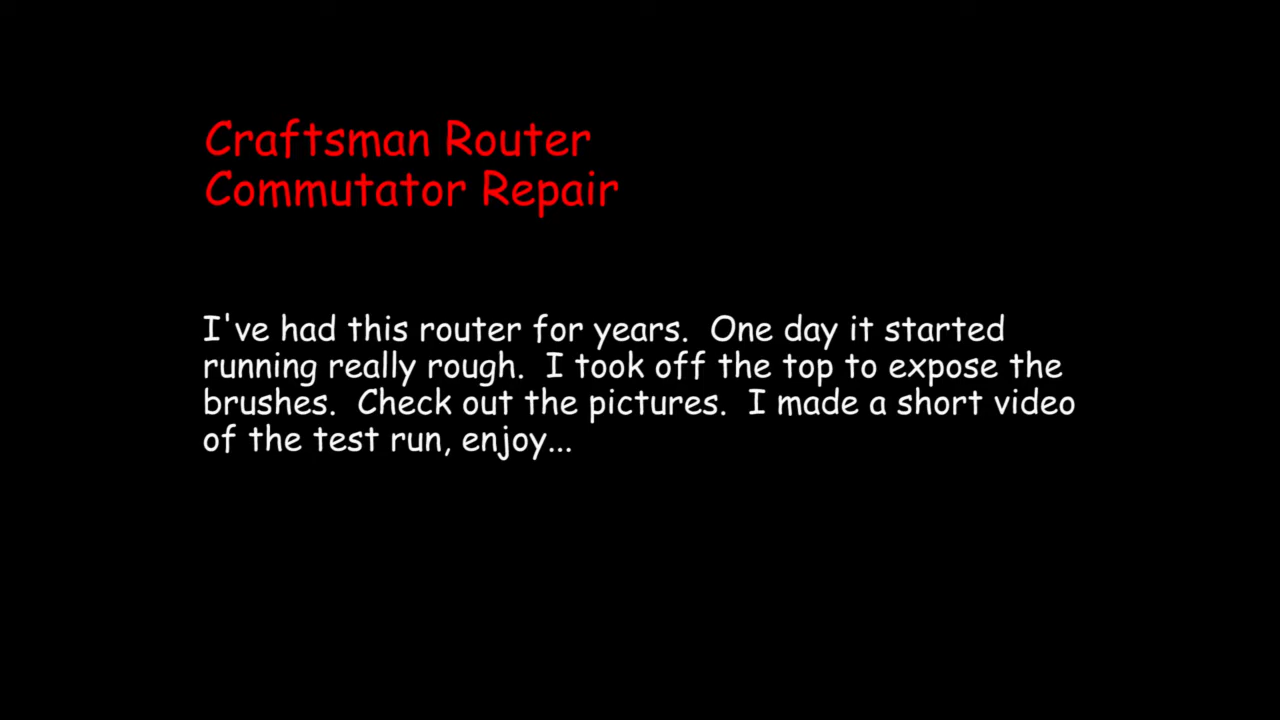 Craftsman Router
Commutator Repair
I've had this router for years.  One day it started
running really rough.  I took off the top to expose the
brushes.  Check out the pictures.  I made a short video
of the test run, enjoy...